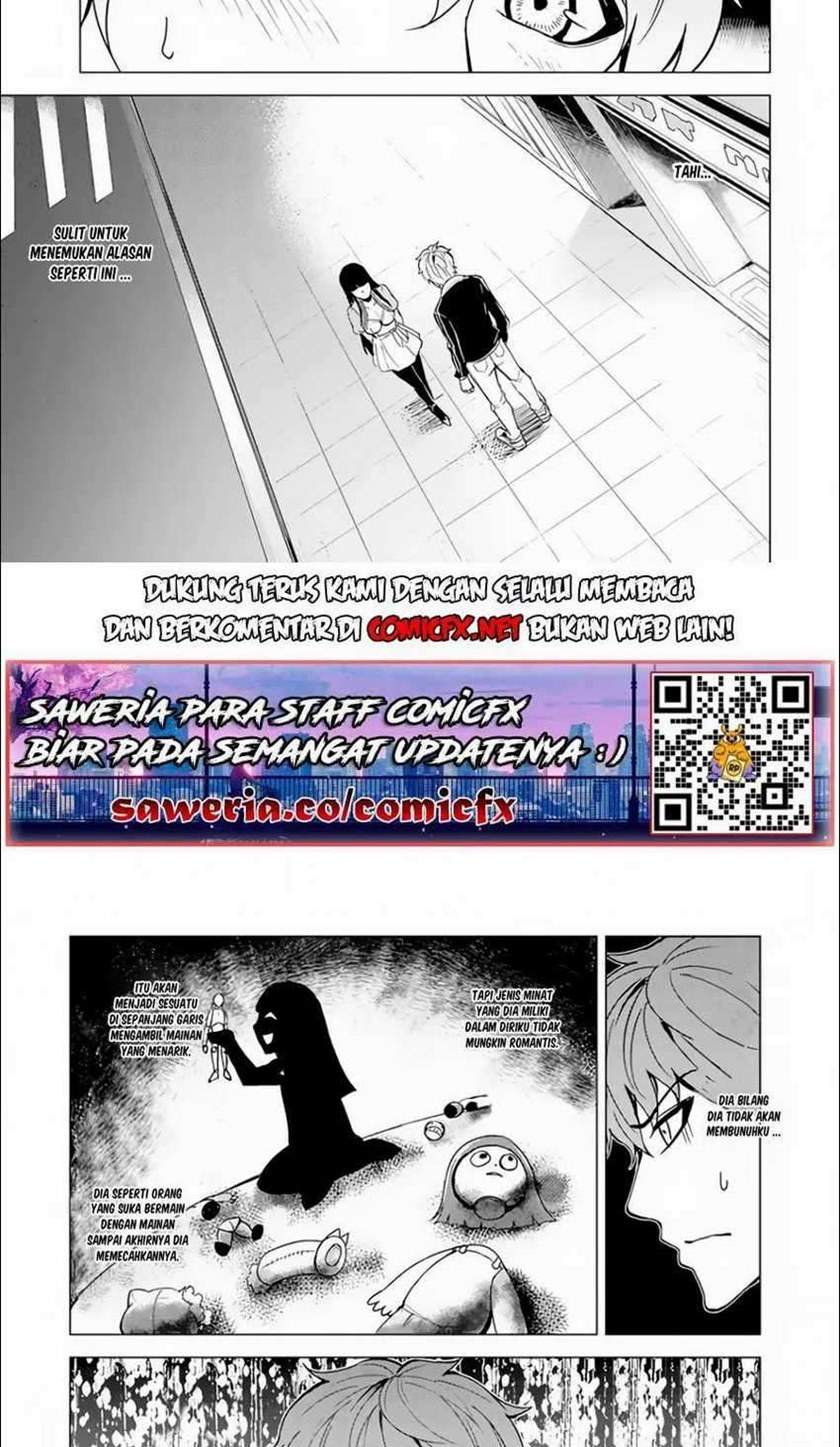 TAHI...
SULIT UNTUK
MENEMUKAN ALASAN
SEPERTI INI ...
DUKUNG TERUS KAMI DENGAN SELALU MEMBACA
DAN BERKOMENTAR DI COMICFX.NET BUKAN WEB LAIN!
SAWERIA PARA STAFF COMICFX
BIAR PADA SEMANGAT UPDATENYA :)
saweria.co/comicfx
RP
DIA BILANG
DIA TIDAK AKAN
MEMBUNUHKU ...
TAPI JENIS MINAT
YANG DIA MILIKI
DALAM DIRIKU TIDAK
MUNGKIN ROMANTIS.
ITU AKAN
MENJADI SESUATU
DI SEPANJANG GARIS
MENGAMBIL MAINAN
YANG MENARIK.
DIA SEPERTI ORANG
YANG SUKA BERMAIN
DENGAN MAINAN
SAMPAI AKHIRNYA DIA
MEMECAHKANNYA.